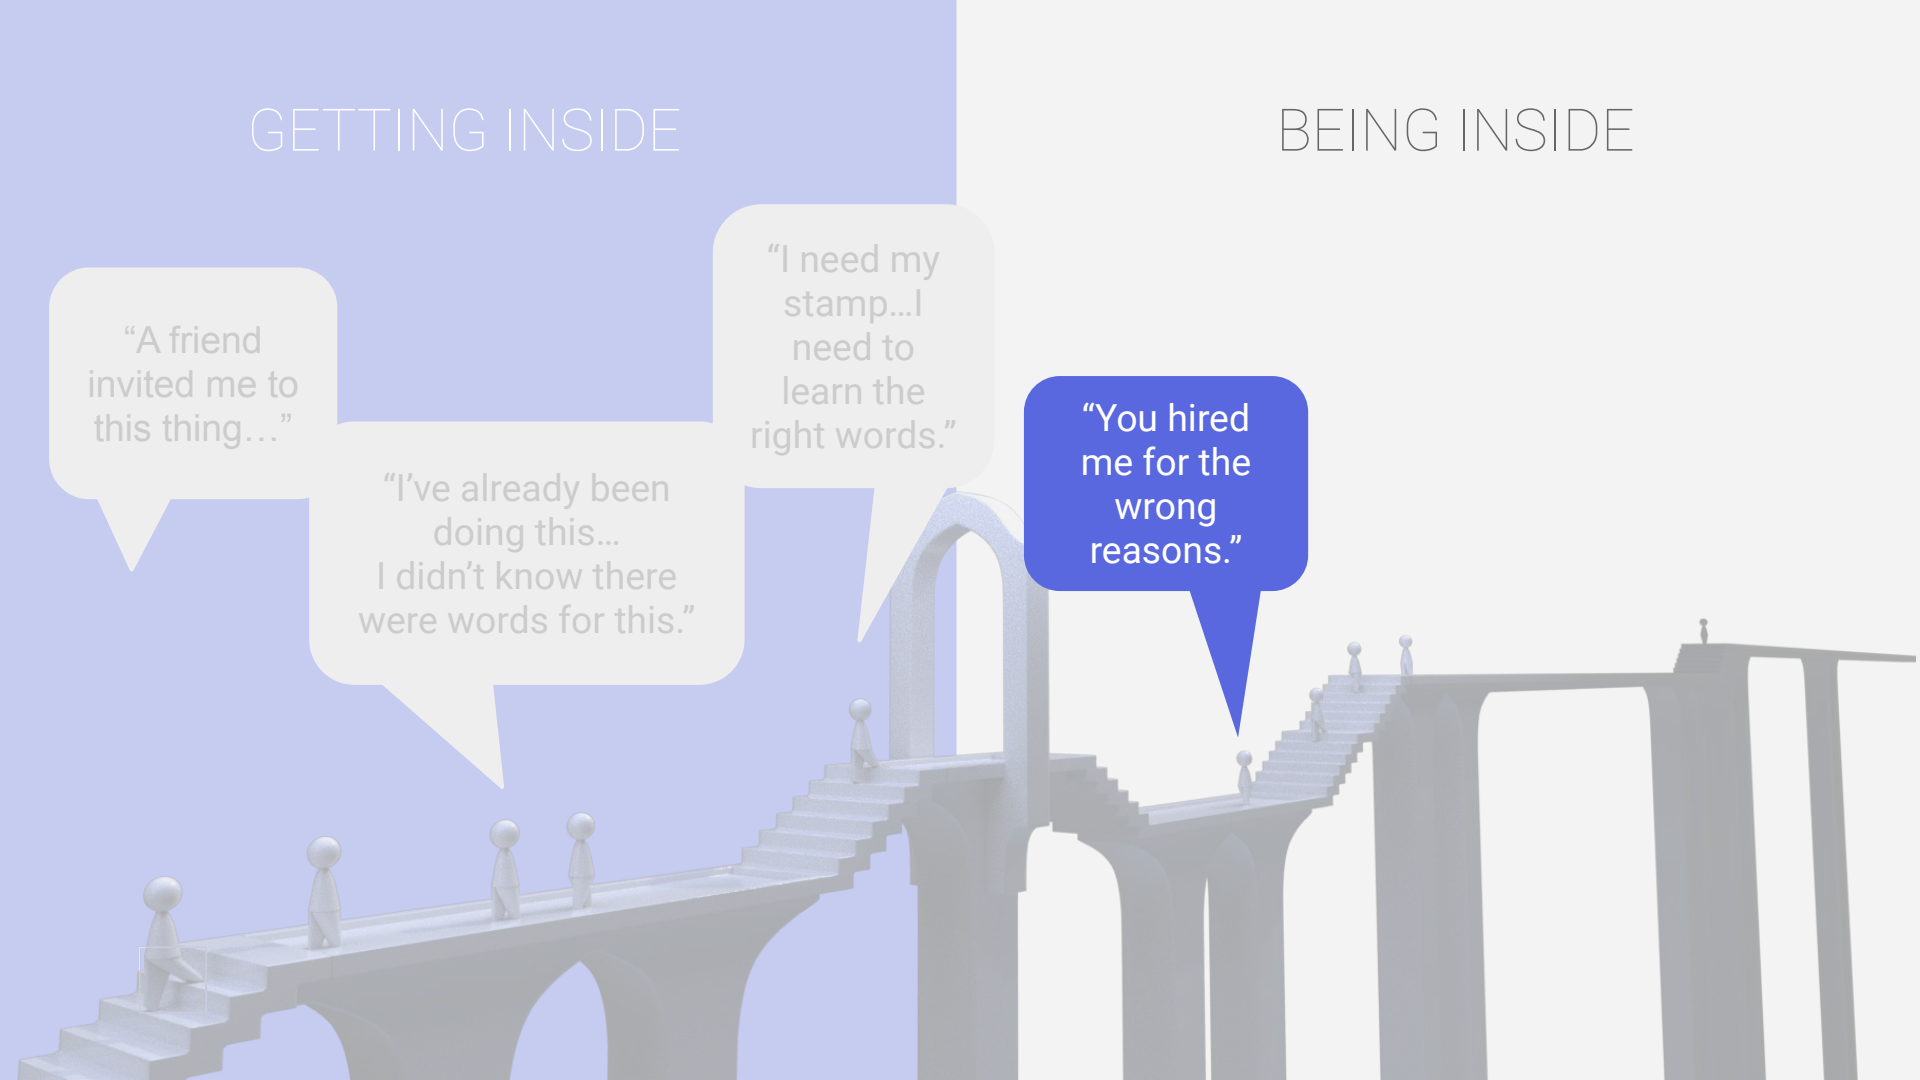 GETTING INSIDE
BEING INSIDE
“A friend
invited me to
this thing…”
“I’ve already been
doing this...
I didn’t know there
were words for this.”
“I need my
stamp...I
need to
learn the
right words.”
“You hired
me for the
wrong
reasons.”